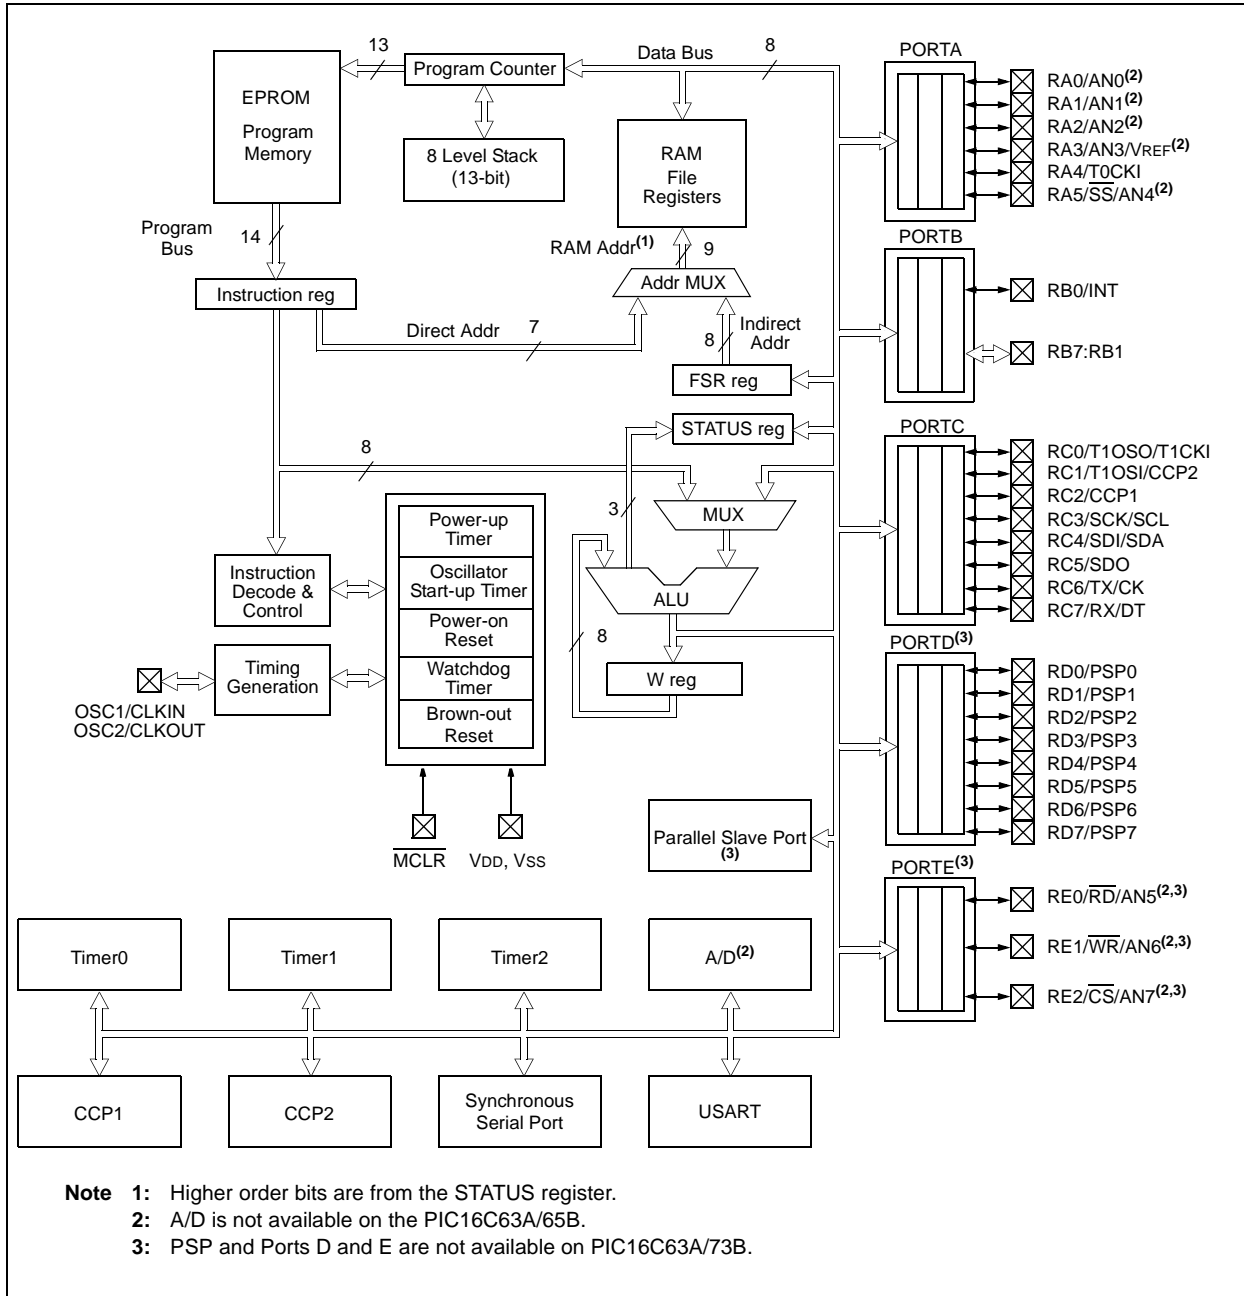 13
Data Bus
8
PORTA
EPROM
Program
Memory
Program Counter
8 Level Stack
(13-bit)
RAM
File
Registers
RA0/AN0(2)
RA1/AN1(2)
RA2/AN2(2)
RA3/AN3/VREF(2)
RA4/T0CKI
RA5/SS/AN4(2)
Program
Bus
14
RAM Addr(1)
9
PORTB
Instruction reg
Addr MUX
RB0/INT
Direct Addr
7
8
Indirect
Addr
RB7:RB1
FSR reg
STATUS reg
PORTC
8
3
MUX
RC0/T1OSO/T1CKI
RC1/T1OSI/CCP2
RC2/CCP1
RC3/SCK/SCL
RC4/SDI/SDA
RC5/SDO
RC6/TX/CK
RC7/RX/DT
Power-up
Timer
Oscillator
Start-up Timer
Power-on
Reset
Watchdog
Timer
Brown-out
Reset
Instruction
Decode &
Control
ALU
8
W reg
Timing
Generation
OSC1/CLKIN
OSC2/CLKOUT
MCLR
VDD, VSS
PORTD(3)
RD0/PSP0
RD1/PSP1
RD2/PSP2
RD3/PSP3
RD4/PSP4
RD5/PSP5
RD6/PSP6
RD7/PSP7
Parallel Slave Port
(3)
PORTE(3)
RE0/RD/AN5(2,3)
RE1/WR/AN6(2,3)
RE2/CS/AN7(2,3)
Timer0
Timer1
Timer2
A/D(2)
CCP1
CCP2
Synchronous
Serial Port
USART
Note 1: Higher order bits are from the STATUS register.
2: A/D is not available on the PIC16C63A/65B.
3: PSP and Ports D and E are not available on PIC16C63A/73B.